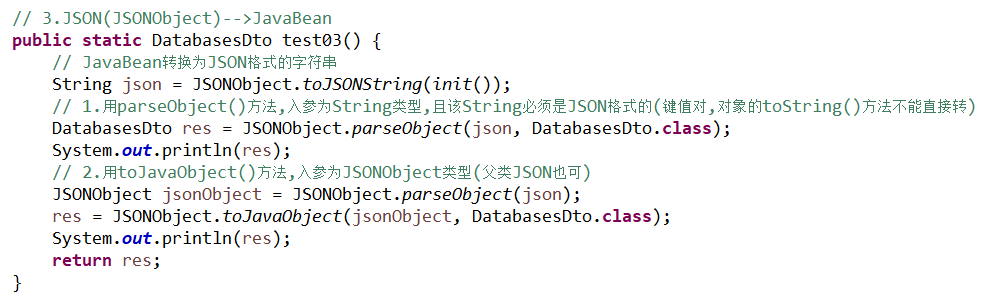 // 3.JSON(JSONObject)-->JavaBean
public static DatabasesDto test03() {
    // JavaBean转换为JSON格式的字符串
    String json = JSONObject.toJSONString(init());
    // 1.用parseObject()方法,入参为String类型,且该String必须是JSON格式的(键值对,对象的toString()方法不能直接转)
    DatabasesDto res = JSONObject.parseObject(json, DatabasesDto.class);
    System.out.println(res);
    // 2.用toJavaObject()方法,入参为JSONObject类型(父类JSON也可)
    JSONObject jsonObject = JSONObject.parseObject(json);
    res = JSONObject.toJavaObject(jsonObject, DatabasesDto.class);
    System.out.println(res);
    return res;
}